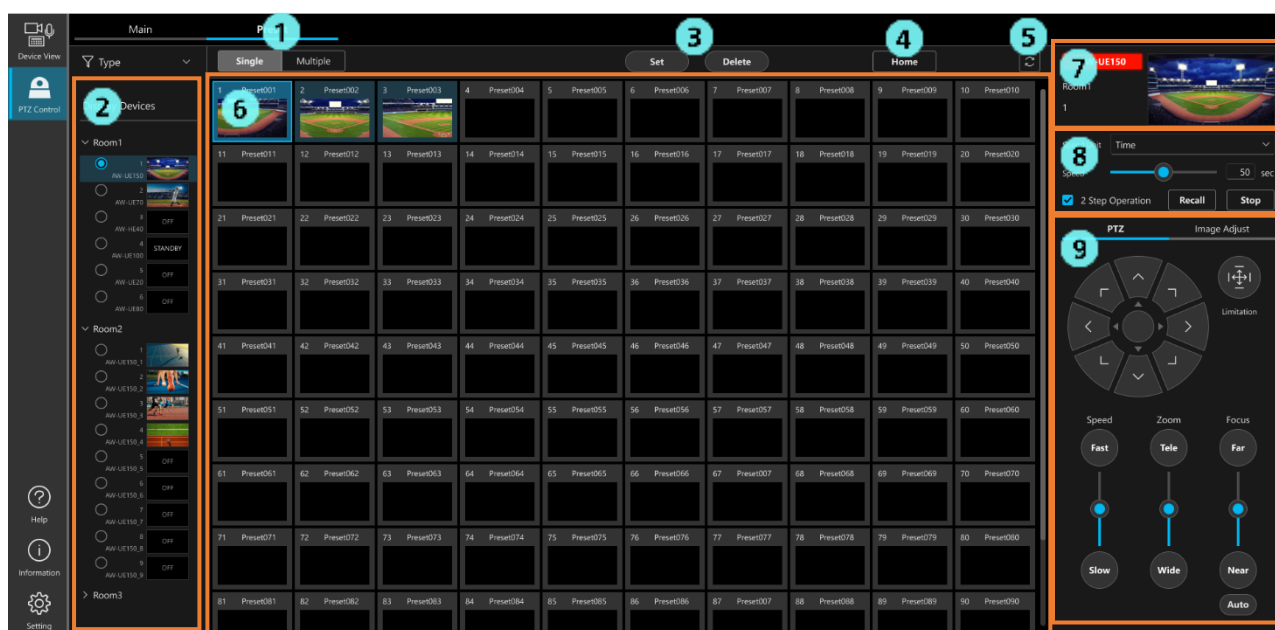 Main
1
3
4
5
Device View
Type
Single
Multiple
Set
Delete
Home
7
UE150
Room1
1
PTZ Control
2
Devices
6
1 Preset001 2 Preset002 3 Preset003 4 Preset004 5 Preset005 6 Preset006 7 Preset007 8 Preset008 9 Preset009 10 Preset010
11 Preset011 12 Preset012 13 Preset013 14 Preset014 15 Preset015 16 Preset016 17 Preset017 18 Preset018 19 Preset019 20 Preset020
21 Preset021 22 Preset022 23 Preset023 24 Preset024 25 Preset025 26 Preset026 27 Preset027 28 Preset028 29 Preset029 30 Preset030
31 Preset031 32 Preset032 33 Preset033 34 Preset034 35 Preset035 36 Preset036 37 Preset037 38 Preset038 39 Preset039 40 Preset040
41 Preset041 42 Preset042 43 Preset043 44 Preset044 45 Preset045 46 Preset046 47 Preset047 48 Preset048 49 Preset049 50 Preset050
51 Preset051 52 Preset052 53 Preset053 54 Preset054 55 Preset055 56 Preset056 57 Preset057 58 Preset058 59 Preset059 60 Preset060
61 Preset061 62 Preset062 63 Preset063 64 Preset064 65 Preset065 66 Preset066 67 Preset007 68 Preset068 69 Preset069 70 Preset070
71 Preset071 72 Preset072 73 Preset073 74 Preset074 75 Preset075 76 Preset076 77 Preset077 78 Preset078 79 Preset079 80 Preset080
81 Preset081 82 Preset082 83 Preset083 84 Preset084 85 Preset085 86 Preset086 87 Preset007 88 Preset088 89 Preset089 90 Preset090
Room1
1
AW-UE150
2
AW-UE70
3
AW-HE40 OFF
4
AW-UE100 STANDBY
5
AW-UE20 OFF
6
AW-UE80 OFF
Room2
1
AW-UE150_1
2
AW-UE150_2
3
AW-UE150_3
4
AW-UE150_4
5
AW-UE150_5 OFF
6
AW-UE150_6 OFF
7
AW-UE150_7 OFF
8
AW-UE150_8 OFF
9
AW-UE150_9 OFF
Room3
Help
Information
Setting
8
Time
Speed
50 sec
2 Step Operation
Recall
Stop
PTZ
Image Adjust
9
Limitation
Speed Zoom Focus
Fast Tele Far
Slow Wide Near
Auto